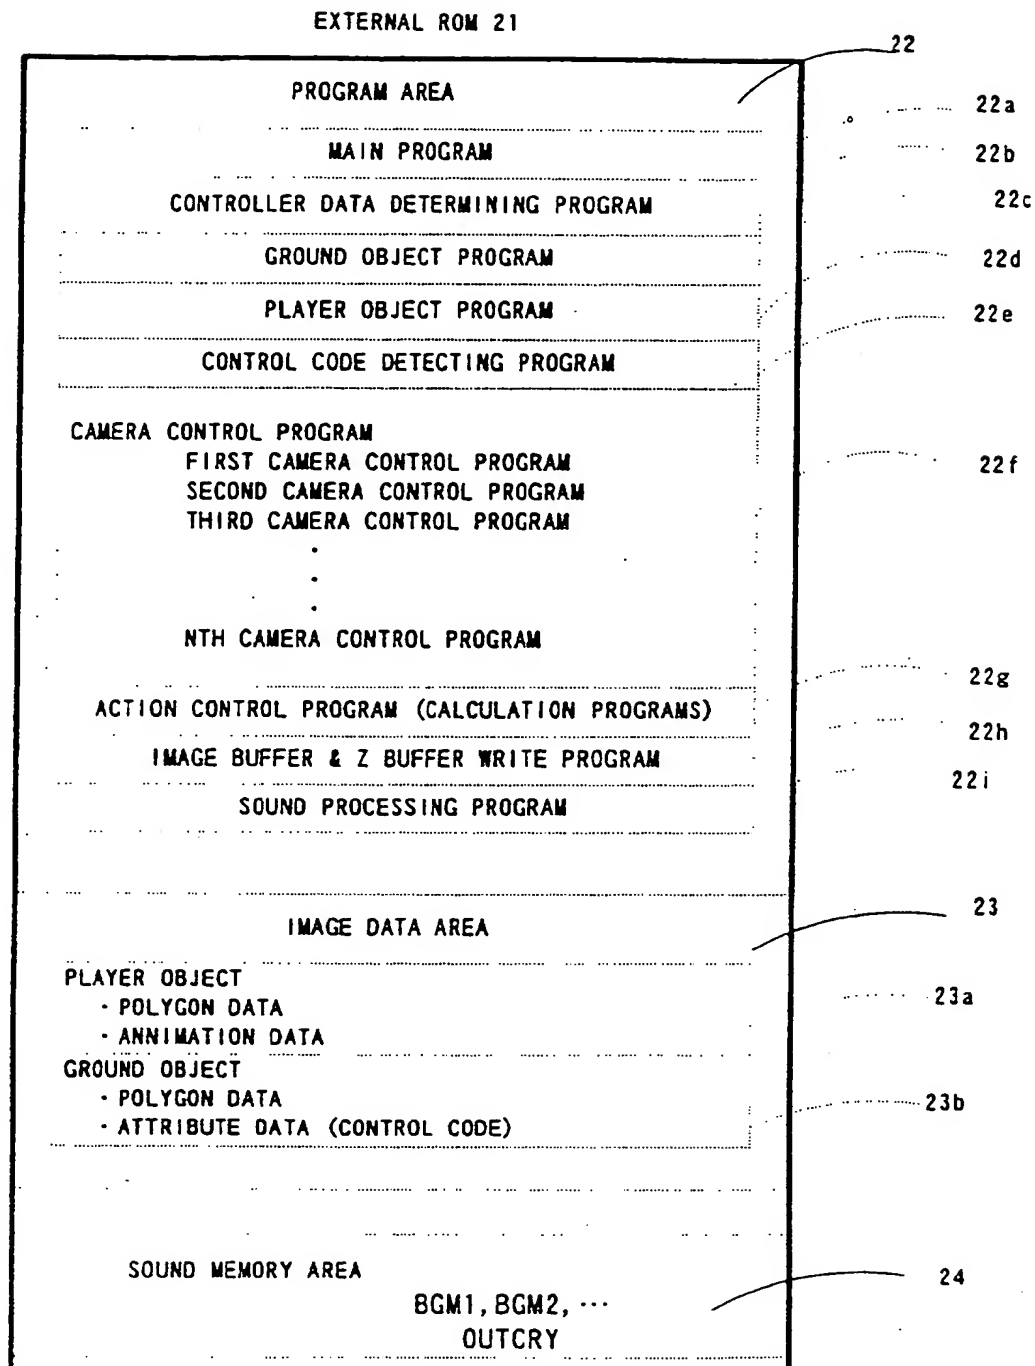 EXTERNAL ROM 21
22
PROGRAM AREA
22a
MAIN PROGRAM
22b
CONTROLLER DATA DETERMINING PROGRAM
22c
GROUND OBJECT PROGRAM
22d
PLAYER OBJECT PROGRAM
22e
CONTROL CODE DETECTING PROGRAM
CAMERA CONTROL PROGRAM
FIRST CAMERA CONTROL PROGRAM
22f
SECOND CAMERA CONTROL PROGRAM
THIRD CAMERA CONTROL PROGRAM
NTH CAMERA CONTROL PROGRAM
22g
ACTION CONTROL PROGRAM (CALCULATION PROGRAMS)
22h
IMAGE BUFFER & Z BUFFER WRITE PROGRAM
22i
SOUND PROCESSING PROGRAM
23
IMAGE DATA AREA
PLAYER OBJECT
· POLYGON DATA
23a
· ANNIMATION DATA
GROUND OBJECT
· POLYGON DATA
23b
· ATTRIBUTE DATA (CONTROL CODE)
SOUND MEMORY AREA
24
BGM1, BGM2, ···
OUTCRY